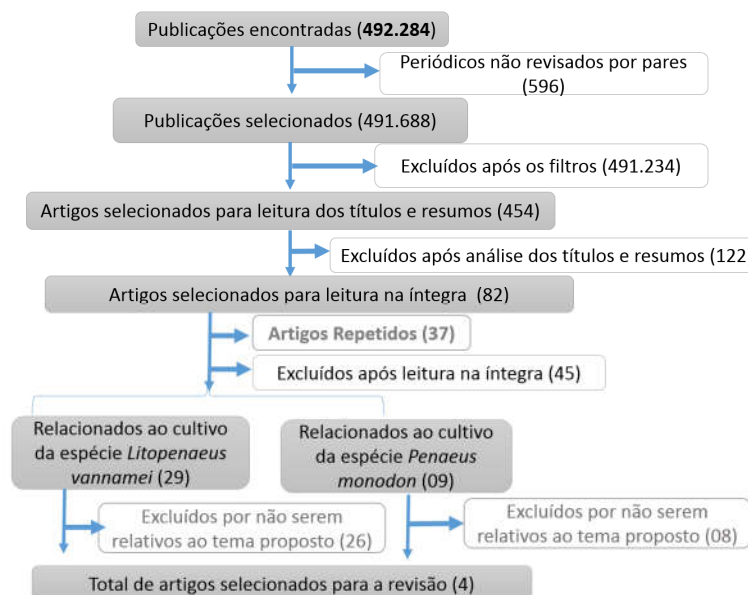 Publicações encontradas (492.284)
Periódicos não revisados por pares
(596)
Publicações selecionados (491.688)
Excluídos após os filtros (491.234)
Artigos selecionados para leitura dos títulos e resumos (454)
Excluídos após análise dos títulos e resumos (122
Artigos selecionados para leitura na íntegra (82)
Artigos Repetidos (37)
Excluídos após leitura na íntegra (45)
Relacionados ao cultivo
da espécie Litopenaeus
vannamei (29)
Relacionados ao cultivo
da espécie Penaeus
monodon (09)
Excluídos por não serem
relativos ao tema proposto (26)
Excluídos por não serem
relativos ao tema proposto (08)
Total de artigos selecionados para a revisão (4)